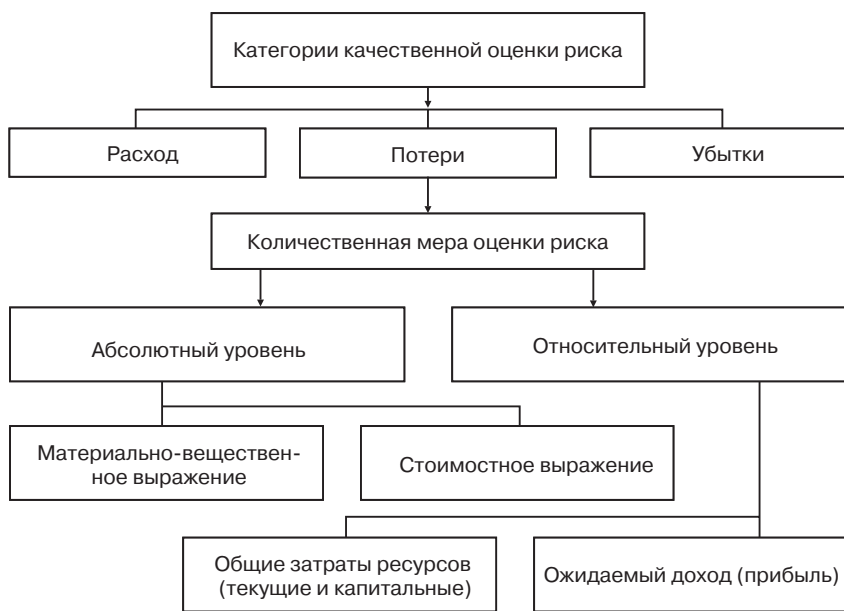 Категории качественной оценки риска
Расход
Потери
Убытки
Количественная мера оценки риска
Абсолютный уровень
Относительный уровень
Материально-веществен-
ное выражение
Стоимостное выражение
Общие затраты ресурсов
(текущие и капитальные)
Ожидаемый доход (прибыль)